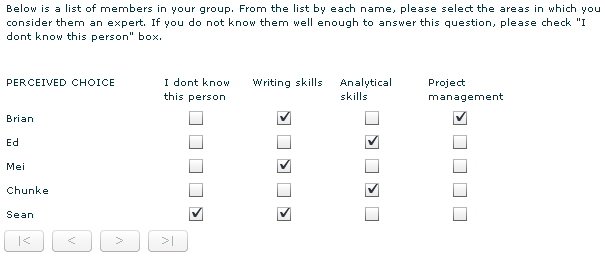 Below is a list of members in your group. From the list by each name, please select the areas in which you
consider them an expert. If you do not know them well enough to answer this question, please check "I
dont know this person" box.
PERCEIVED CHOICE I dont know this person Writing skills Analytical skills Project management
Brian
Ed
Mei
Chunke
Sean
|< < > >|